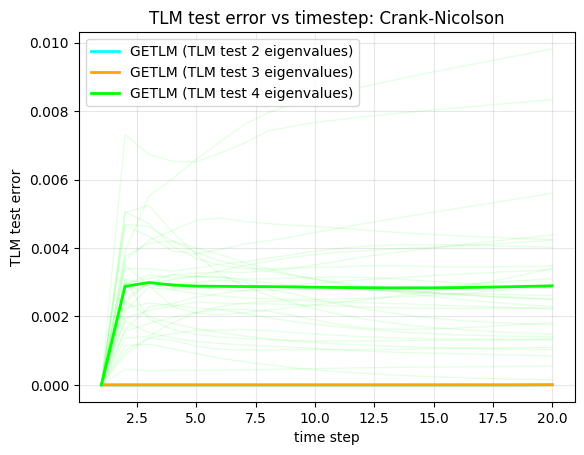 TLM test error vs timestep: Crank-Nicolson
GETLM (TLM test 2 eigenvalues)
GETLM (TLM test 3 eigenvalues)
GETLM (TLM test 4 eigenvalues)
TLM test error
0.010
0.008
0.006
0.004
0.002
0.000
2.5 5.0 7.5 10.0 12.5 15.0 17.5 20.0
time step